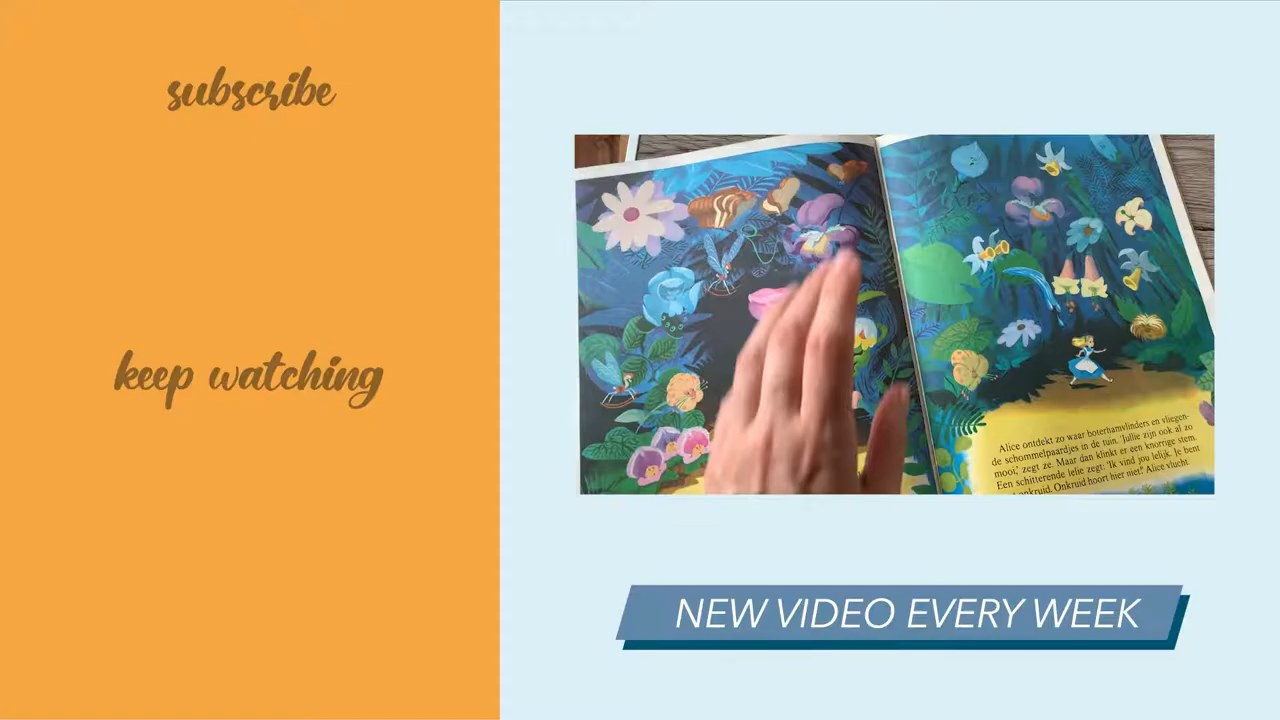 subscribe
keep watching
Alice ontdekt zo waar boterhamvlinders en vliegen-
de schommelpaardjes in de tuin. 'Jullie zijn ook al zo
mooi,' zegt ze. Maar dan klinkt er een knorrige stem.
Een schitterende lelie zegt: 'Ik vind jou lelijk. Je bent
onkruid. Onkruid hoort hier niet!' Alice vlucht.
NEW VIDEO EVERY WEEK